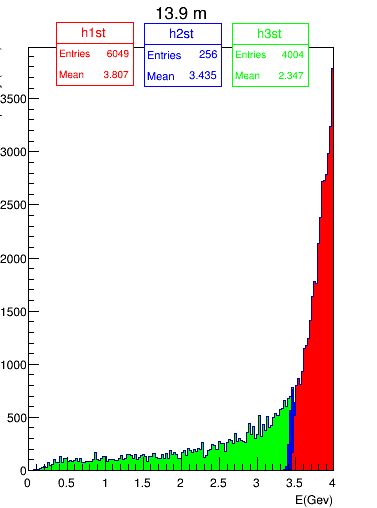 13.9 m
h1st
Entries 6049
Mean 3.807
h2st
Entries 256
Mean 3.435
h3st
Entries 4004
Mean 2.347
3500
3000
2500
2000
1500
1000
500
0
0 0.5 1 1.5 2 2.5 3 3.5 4
E(Gev)